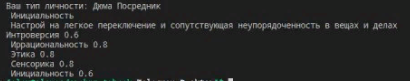 Ваш тип личности: Дюма Посредник
Инициальность
Настрой на легкое переключение и сопутствующая неупорядоченность в вещах и делах
Интроверсия 0.6
Иррациональность 0.8
Этика 0.8
Сенсорика 0.8
Инициальность 0.6